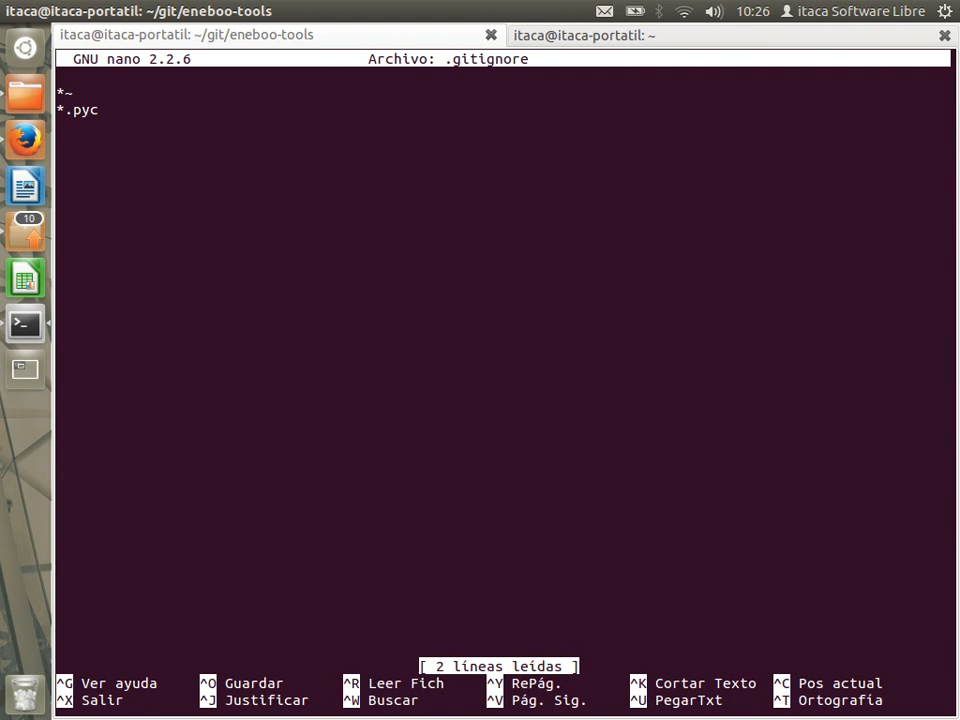 itaca@itaca-portatil: ~/git/eneboo-tools 10:26 itaca Software Libre
itaca@itaca-portatil: ~/git/eneboo-tools itaca@itaca-portatil: ~
GNU nano 2.2.6 Archivo: .gitignore
*~
*.pyc
10
[ 2 líneas leídas ]
^G Ver ayuda ^O Guardar ^R Leer Fich ^Y RePág. ^K Cortar Texto ^C Pos actual
^X Salir ^J Justificar ^W Buscar ^V Pág. Sig. ^U PegarTxt ^T Ortografía